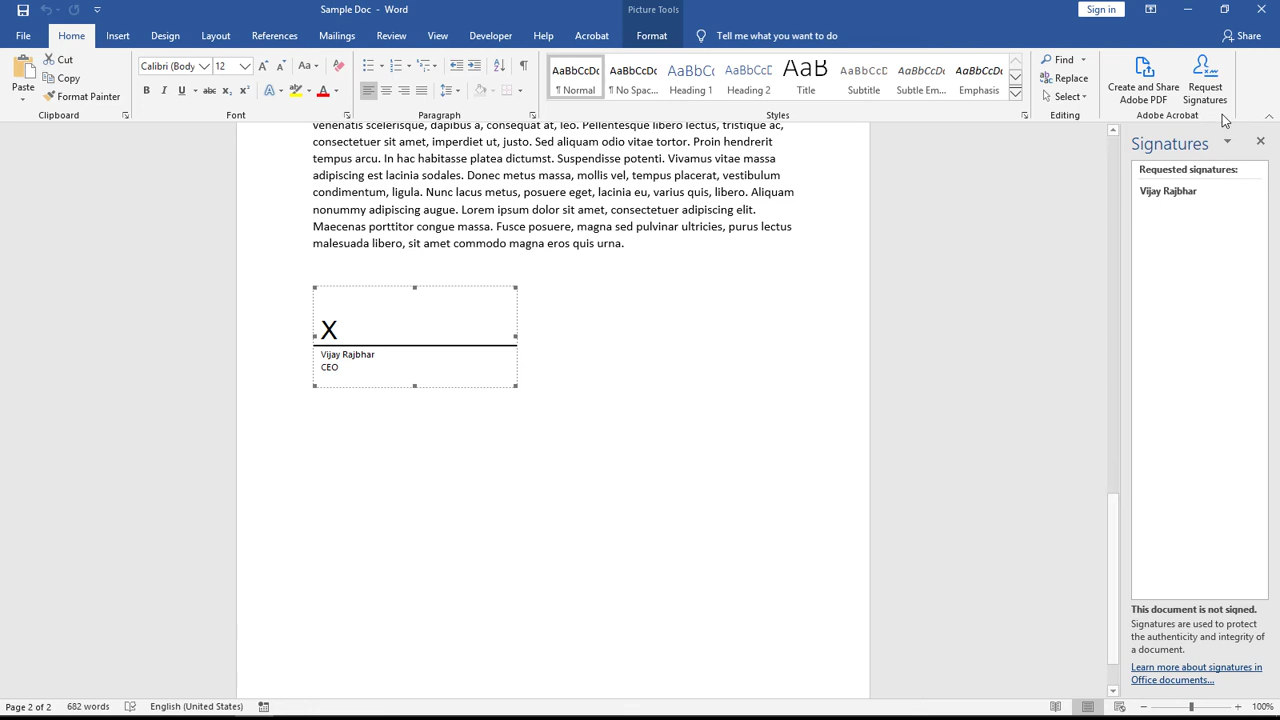 Sample Doc - Word
Picture Tools
Sign in
File
Home
Insert
Design
Layout
References
Mailings
Review
View
Developer
Help
Acrobat
Format
Tell me what you want to do
Share
Paste
Cut
Copy
Format Painter
Clipboard
Calibri (Body
12
Aa
B I U abc x₂ x²
Font
Paragraph
AaBbCcDc
¶ Normal
AaBbCcDc
¶ No Spac...
AaBbCc
Heading 1
AaBbCcD
Heading 2
AaB
Title
AaBbCcD
Subtitle
AaBbCcDc
Subtle Em...
AaBbCcDc
Emphasis
Styles
Find
Replace
Select
Editing
Create and Share
Adobe PDF
Request
Signatures
Adobe Acrobat
venenatis scelerisque, dapibus a, consequat at, leo. Pellentesque libero lectus, tristique ac,
consectetuer sit amet, imperdiet ut, justo. Sed aliquam odio vitae tortor. Proin hendrerit
tempus arcu. In hac habitasse platea dictumst. Suspendisse potenti. Vivamus vitae massa
adipiscing est lacinia sodales. Donec metus massa, mollis vel, tempus placerat, vestibulum
condimentum, ligula. Nunc lacus metus, posuere eget, lacinia eu, varius quis, libero. Aliquam
nonummy adipiscing augue. Lorem ipsum dolor sit amet, consectetuer adipiscing elit.
Maecenas porttitor congue massa. Fusce posuere, magna sed pulvinar ultricies, purus lectus
malesuada libero, sit amet commodo magna eros quis urna.
X
Vijay Rajbhar
CEO
Signatures
Requested signatures:
Vijay Rajbhar
This document is not signed.
Signatures are used to protect
the authenticity and integrity of
a document.
Learn more about signatures in
Office documents...
Page 2 of 2
682 words
English (United States)
100%